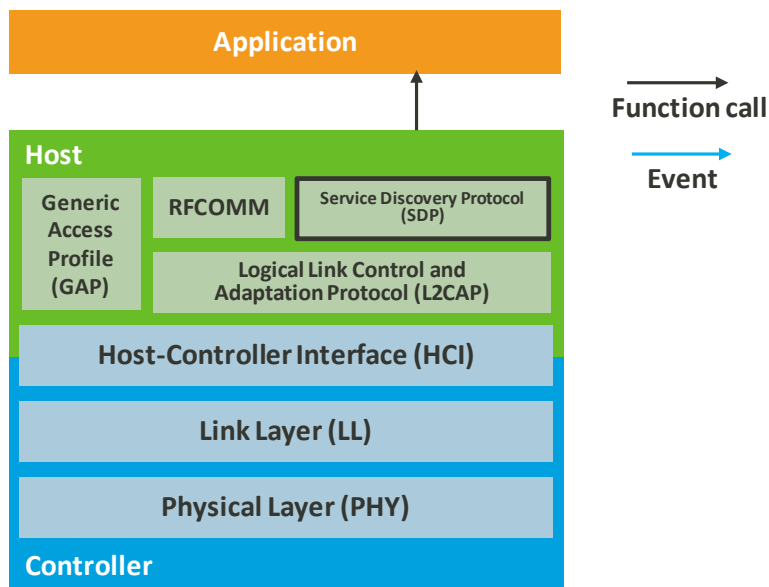 Application
Function call
Event
Host
Generic
Access
Profile
(GAP)
RFCOMM
Service Discovery Protocol
(SDP)
Logical Link Control and
Adaptation Protocol (L2CAP)
Host-Controller Interface (HCI)
Link Layer (LL)
Physical Layer (PHY)
Controller